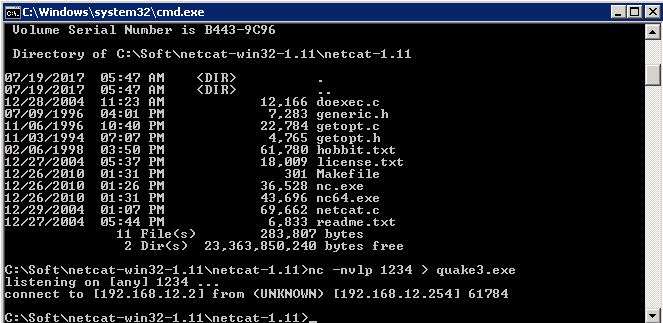 C:\Windows\system32\cmd.exe
Volume Serial Number is B443-9C96
Directory of C:\Soft\netcat-win32-1.11\netcat-1.11
07/19/2017  05:47 AM    <DIR>          .
07/19/2017  05:47 AM    <DIR>          ..
12/28/2004  11:23 AM            12,166 doexec.c
07/09/1996  04:01 PM             7,283 generic.h
11/06/1996  10:40 PM            22,784 getopt.c
11/03/1994  07:07 PM             4,765 getopt.h
02/06/1998  03:50 PM            61,780 hobbit.txt
12/27/2004  05:37 PM            18,009 license.txt
12/26/2010  01:31 PM               301 Makefile
12/26/2010  01:26 PM            36,528 nc.exe
12/26/2010  01:31 PM            43,696 nc64.exe
12/29/2004  01:07 PM            69,662 netcat.c
12/27/2004  05:44 PM             6,833 readme.txt
11 File(s)        283,807 bytes
2 Dir(s)  23,363,850,240 bytes free
C:\Soft\netcat-win32-1.11\netcat-1.11>nc -nvlp 1234 > quake3.exe
listening on [any] 1234 ...
connect to [192.168.12.2] from <UNKNOWN> [192.168.12.254] 61784
C:\Soft\netcat-win32-1.11\netcat-1.11>_